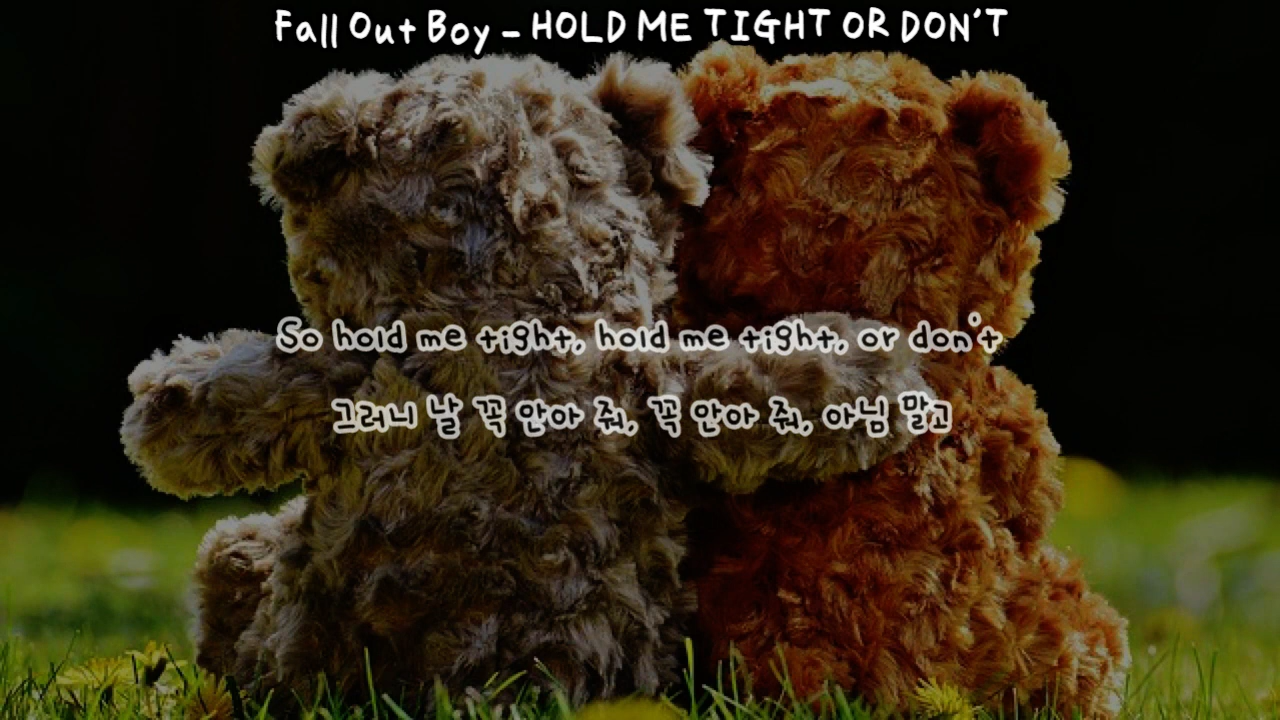 Fall Out Boy - HOLD ME TIGHT OR DON'T
So hold me tight, hold me tight, or don't
그러니 날 꼭 안아 줘, 꼭 안아 줘, 아님 말고